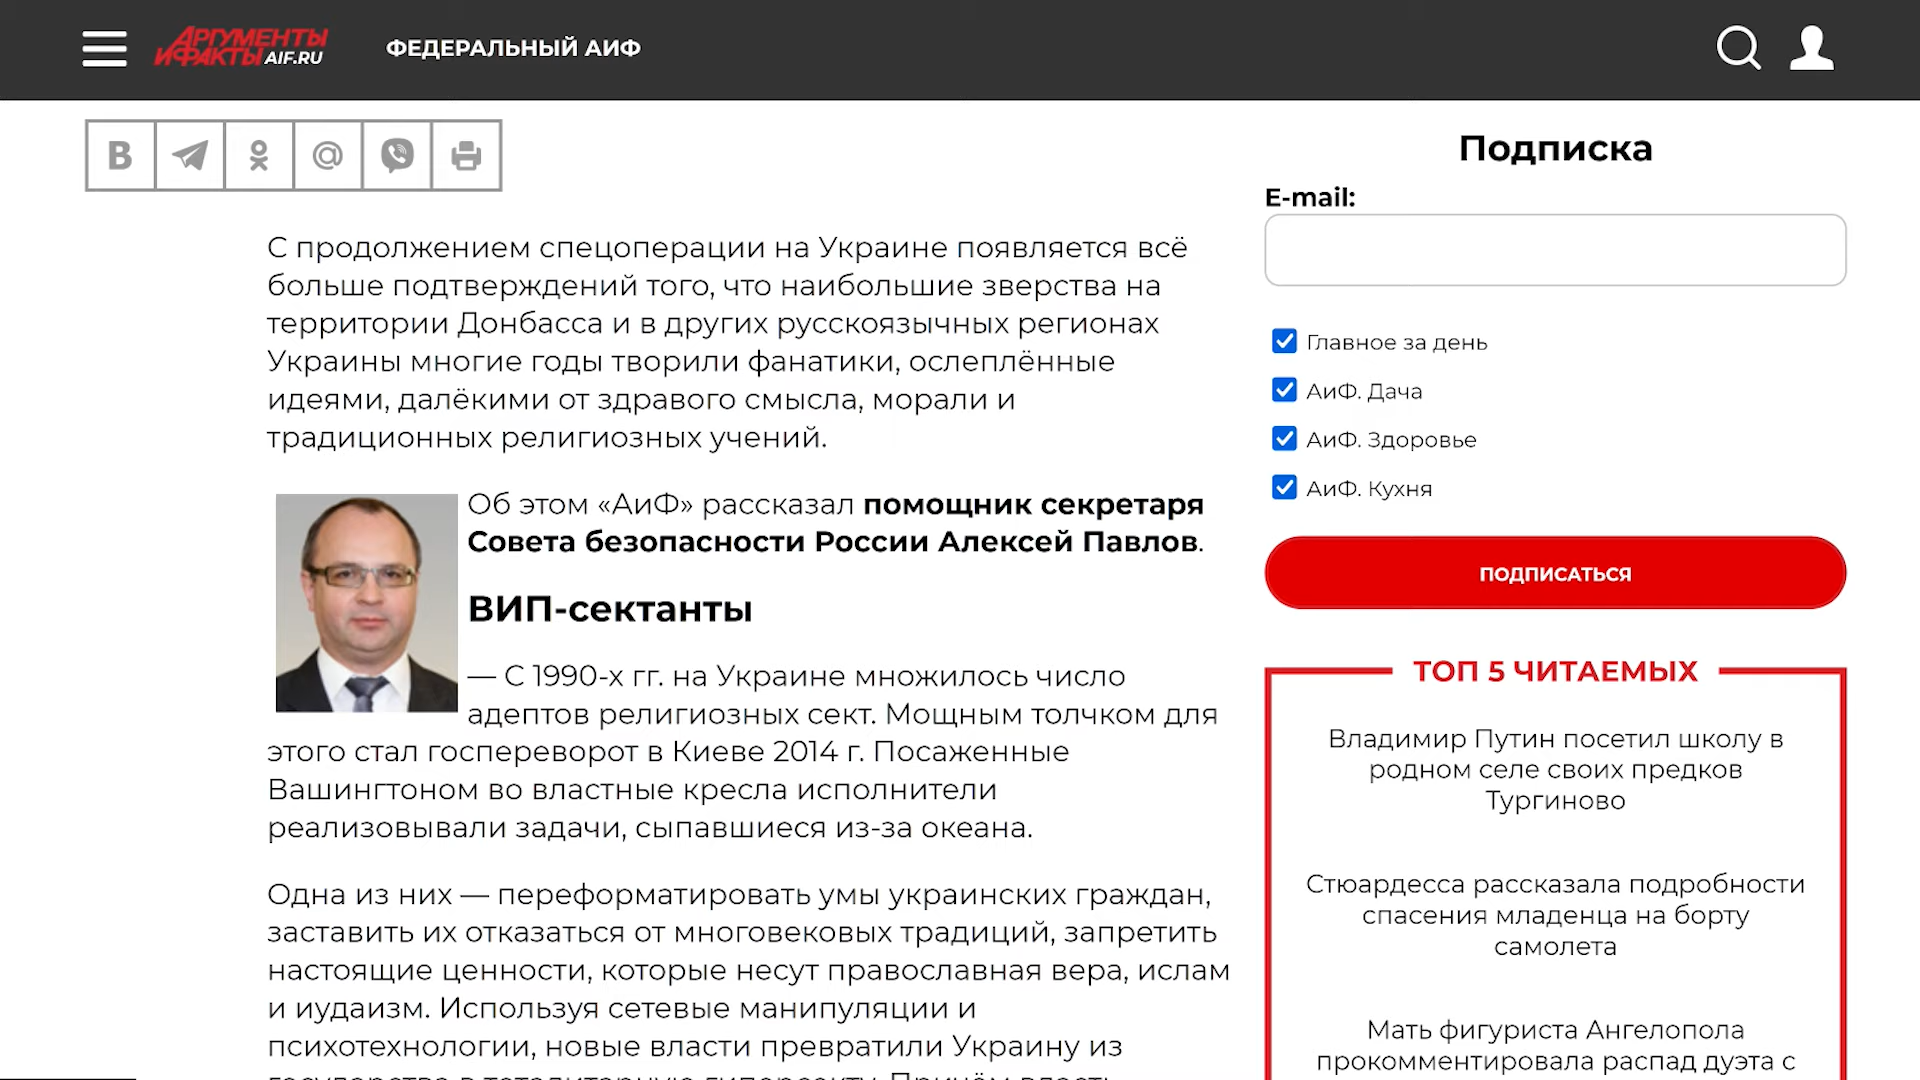 АРГУМЕНТЫ
И ФАКТЫ AIF.RU
ФЕДЕРАЛЬНЫЙ АИФ
С продолжением спецоперации на Украине появляется всё
больше подтверждений того, что наибольшие зверства на
территории Донбасса и в других русскоязычных регионах
Украины многие годы творили фанатики, ослеплённые
идеями, далёкими от здравого смысла, морали и
традиционных религиозных учений.
Об этом «АиФ» рассказал помощник секретаря
Совета безопасности России Алексей Павлов.
ВИП-сектанты
— С 1990-х гг. на Украине множилось число
адептов религиозных сект. Мощным толчком для
этого стал госпереворот в Киеве 2014 г. Посаженные
Вашингтоном во властные кресла исполнители
реализовывали задачи, сыпавшиеся из-за океана.
Одна из них — переформатировать умы украинских граждан,
заставить их отказаться от многовековых традиций, запретить
настоящие ценности, которые несут православная вера, ислам
и иудаизм. Используя сетевые манипуляции и
психотехнологии, новые власти превратили Украину из
Подписка
E-mail:
Главное за день
АиФ. Дача
АиФ. Здоровье
АиФ. Кухня
ПОДПИСАТЬСЯ
ТОП 5 ЧИТАЕМЫХ
Владимир Путин посетил школу в
родном селе своих предков
Тургиново
Стюардесса рассказала подробности
спасения младенца на борту
самолета
Мать фигуриста Ангелопола
прокомментировала распад дуэта с